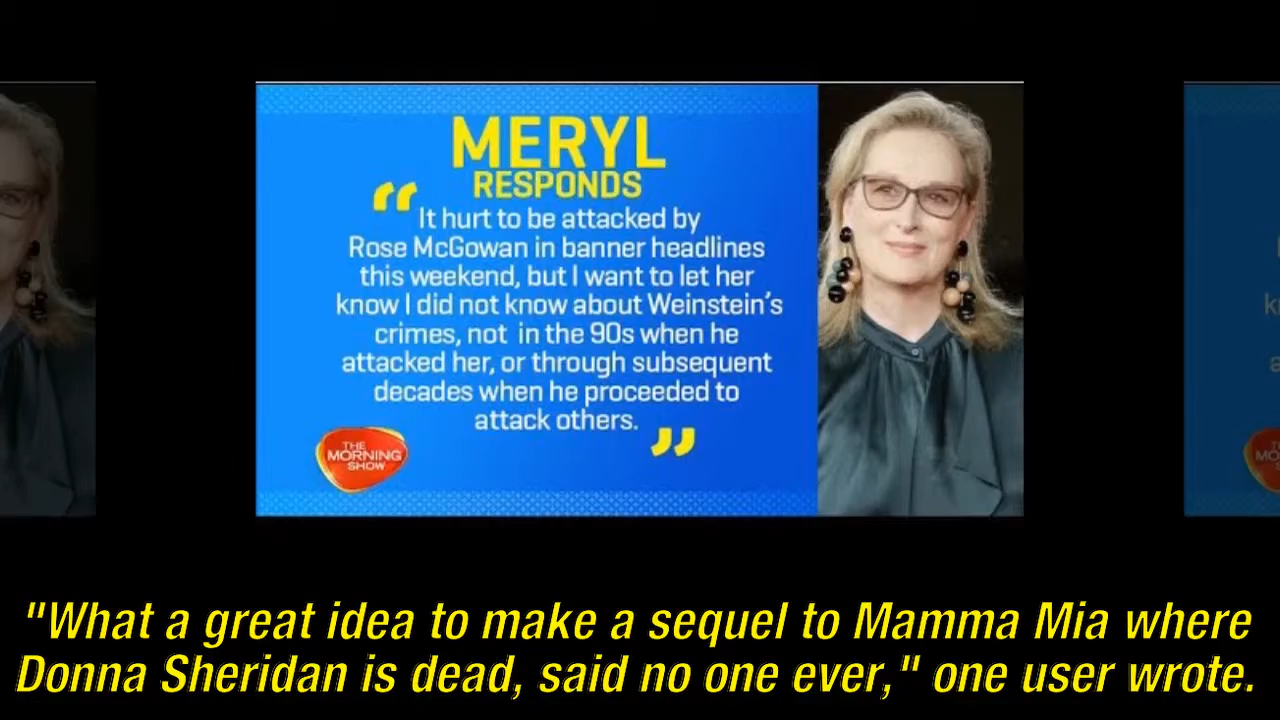 MERYL
RESPONDS
“ It hurt to be attacked by
Rose McGowan in banner headlines
this weekend, but I want to let her
know I did not know about Weinstein’s
crimes, not in the 90s when he
attacked her, or through subsequent
decades when he proceeded to
attack others. ”
THE
MORNING
SHOW
"What a great idea to make a sequel to Mamma Mia where
Donna Sheridan is dead, said no one ever," one user wrote.